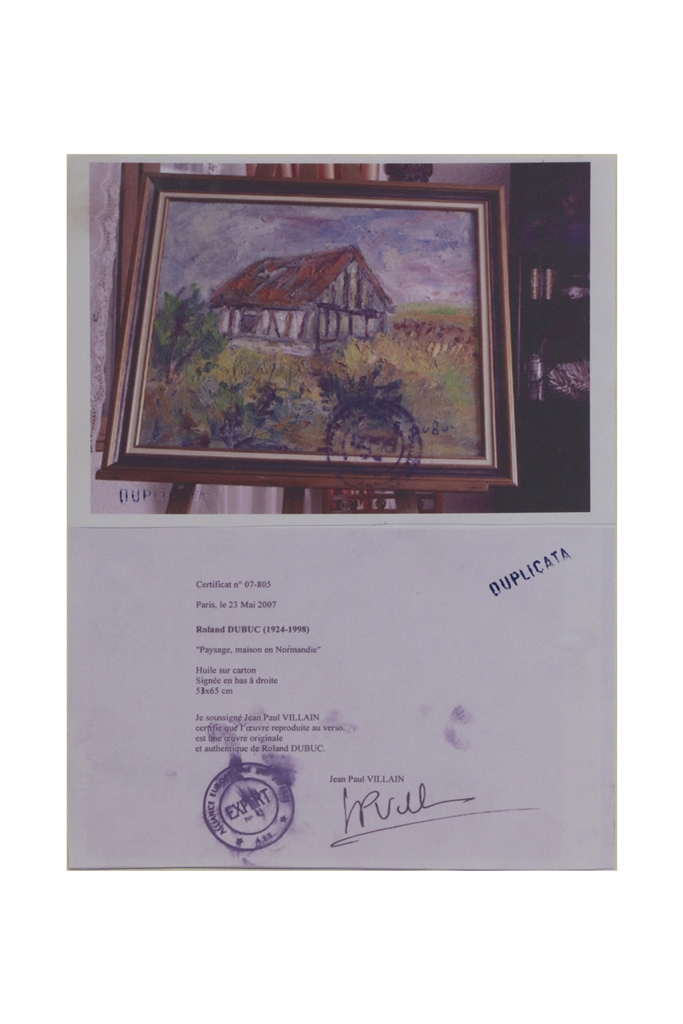 Dubuc
DUPLICATA
DUPLICATA
Certificat n° 07-805
Paris, le 23 Mai 2007
Roland DUBUC (1924-1998)
"Paysage, maison en Normandie"
Huile sur carton
Signée en bas à droite
53x65 cm
Je soussigné Jean Paul VILLAIN
certifie que l'œuvre reproduite au verso
est une œuvre originale
et authentique de Roland DUBUC.
Jean Paul VILLAIN
ALLIANCE
EXPERT